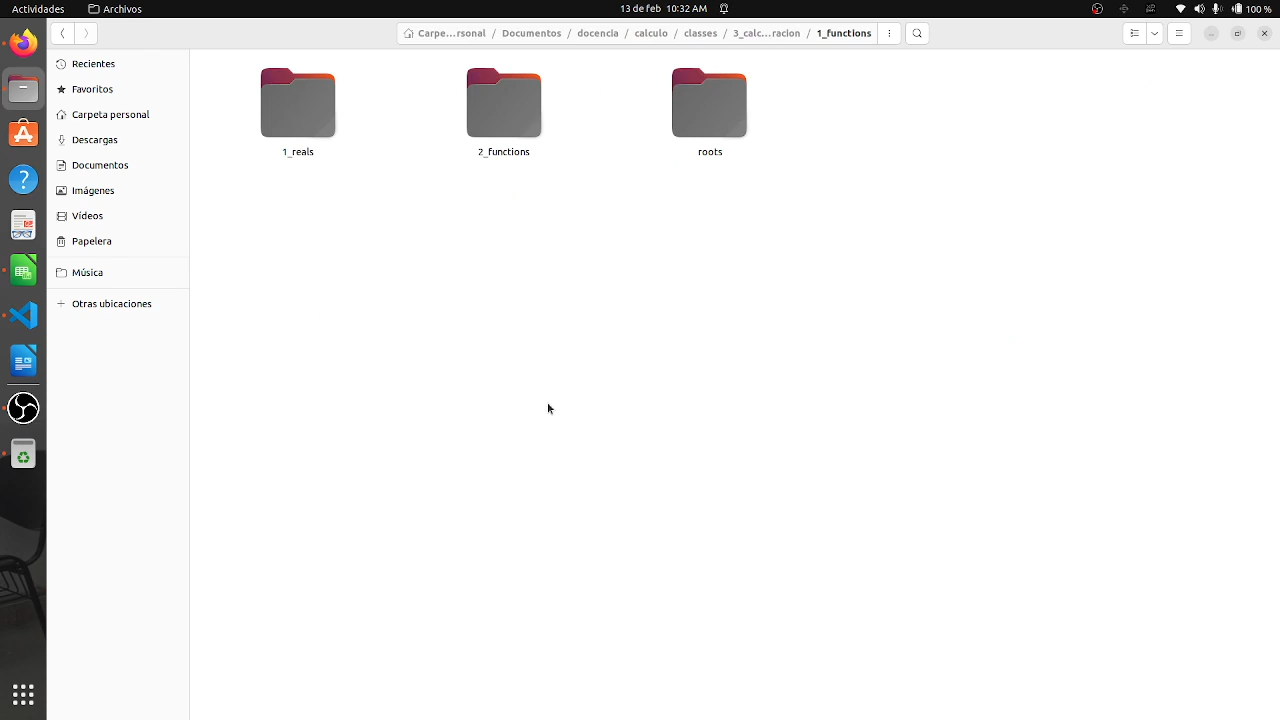 Actividades Archivos 13 de feb 10:32 AM 100 %
Carpe...rsonal / Documentos / docencia / calculo / classes / 3_calc...racion / 1_functions
Recientes
Favoritos
Carpeta personal
Descargas
Documentos
Imágenes
Vídeos
Papelera
Música
Otras ubicaciones
1_reals 2_functions roots